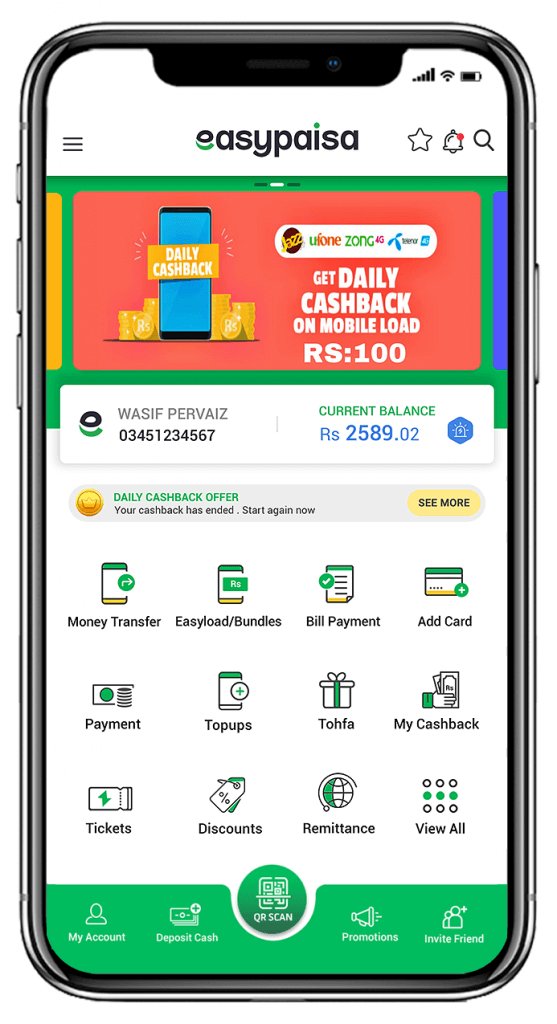 easypaisa
DAILY
CASHBACK
Rs
Rs
Jazz ufone ZONG 4G telenor 4G
GET DAILY
CASHBACK
ON MOBILE LOAD
RS:100
WASIF PERVAIZ
03451234567
CURRENT BALANCE
Rs 2589.02
DAILY CASHBACK OFFER
Your cashback has ended . Start again now
SEE MORE
Money Transfer
Rs
Easyload/Bundles
Bill Payment
Add Card
Payment
Topups
Tohfa
Rs
My Cashback
Tickets
%
Discounts
Remittance
View All
My Account
Deposit Cash
QR SCAN
Promotions
Invite Friend